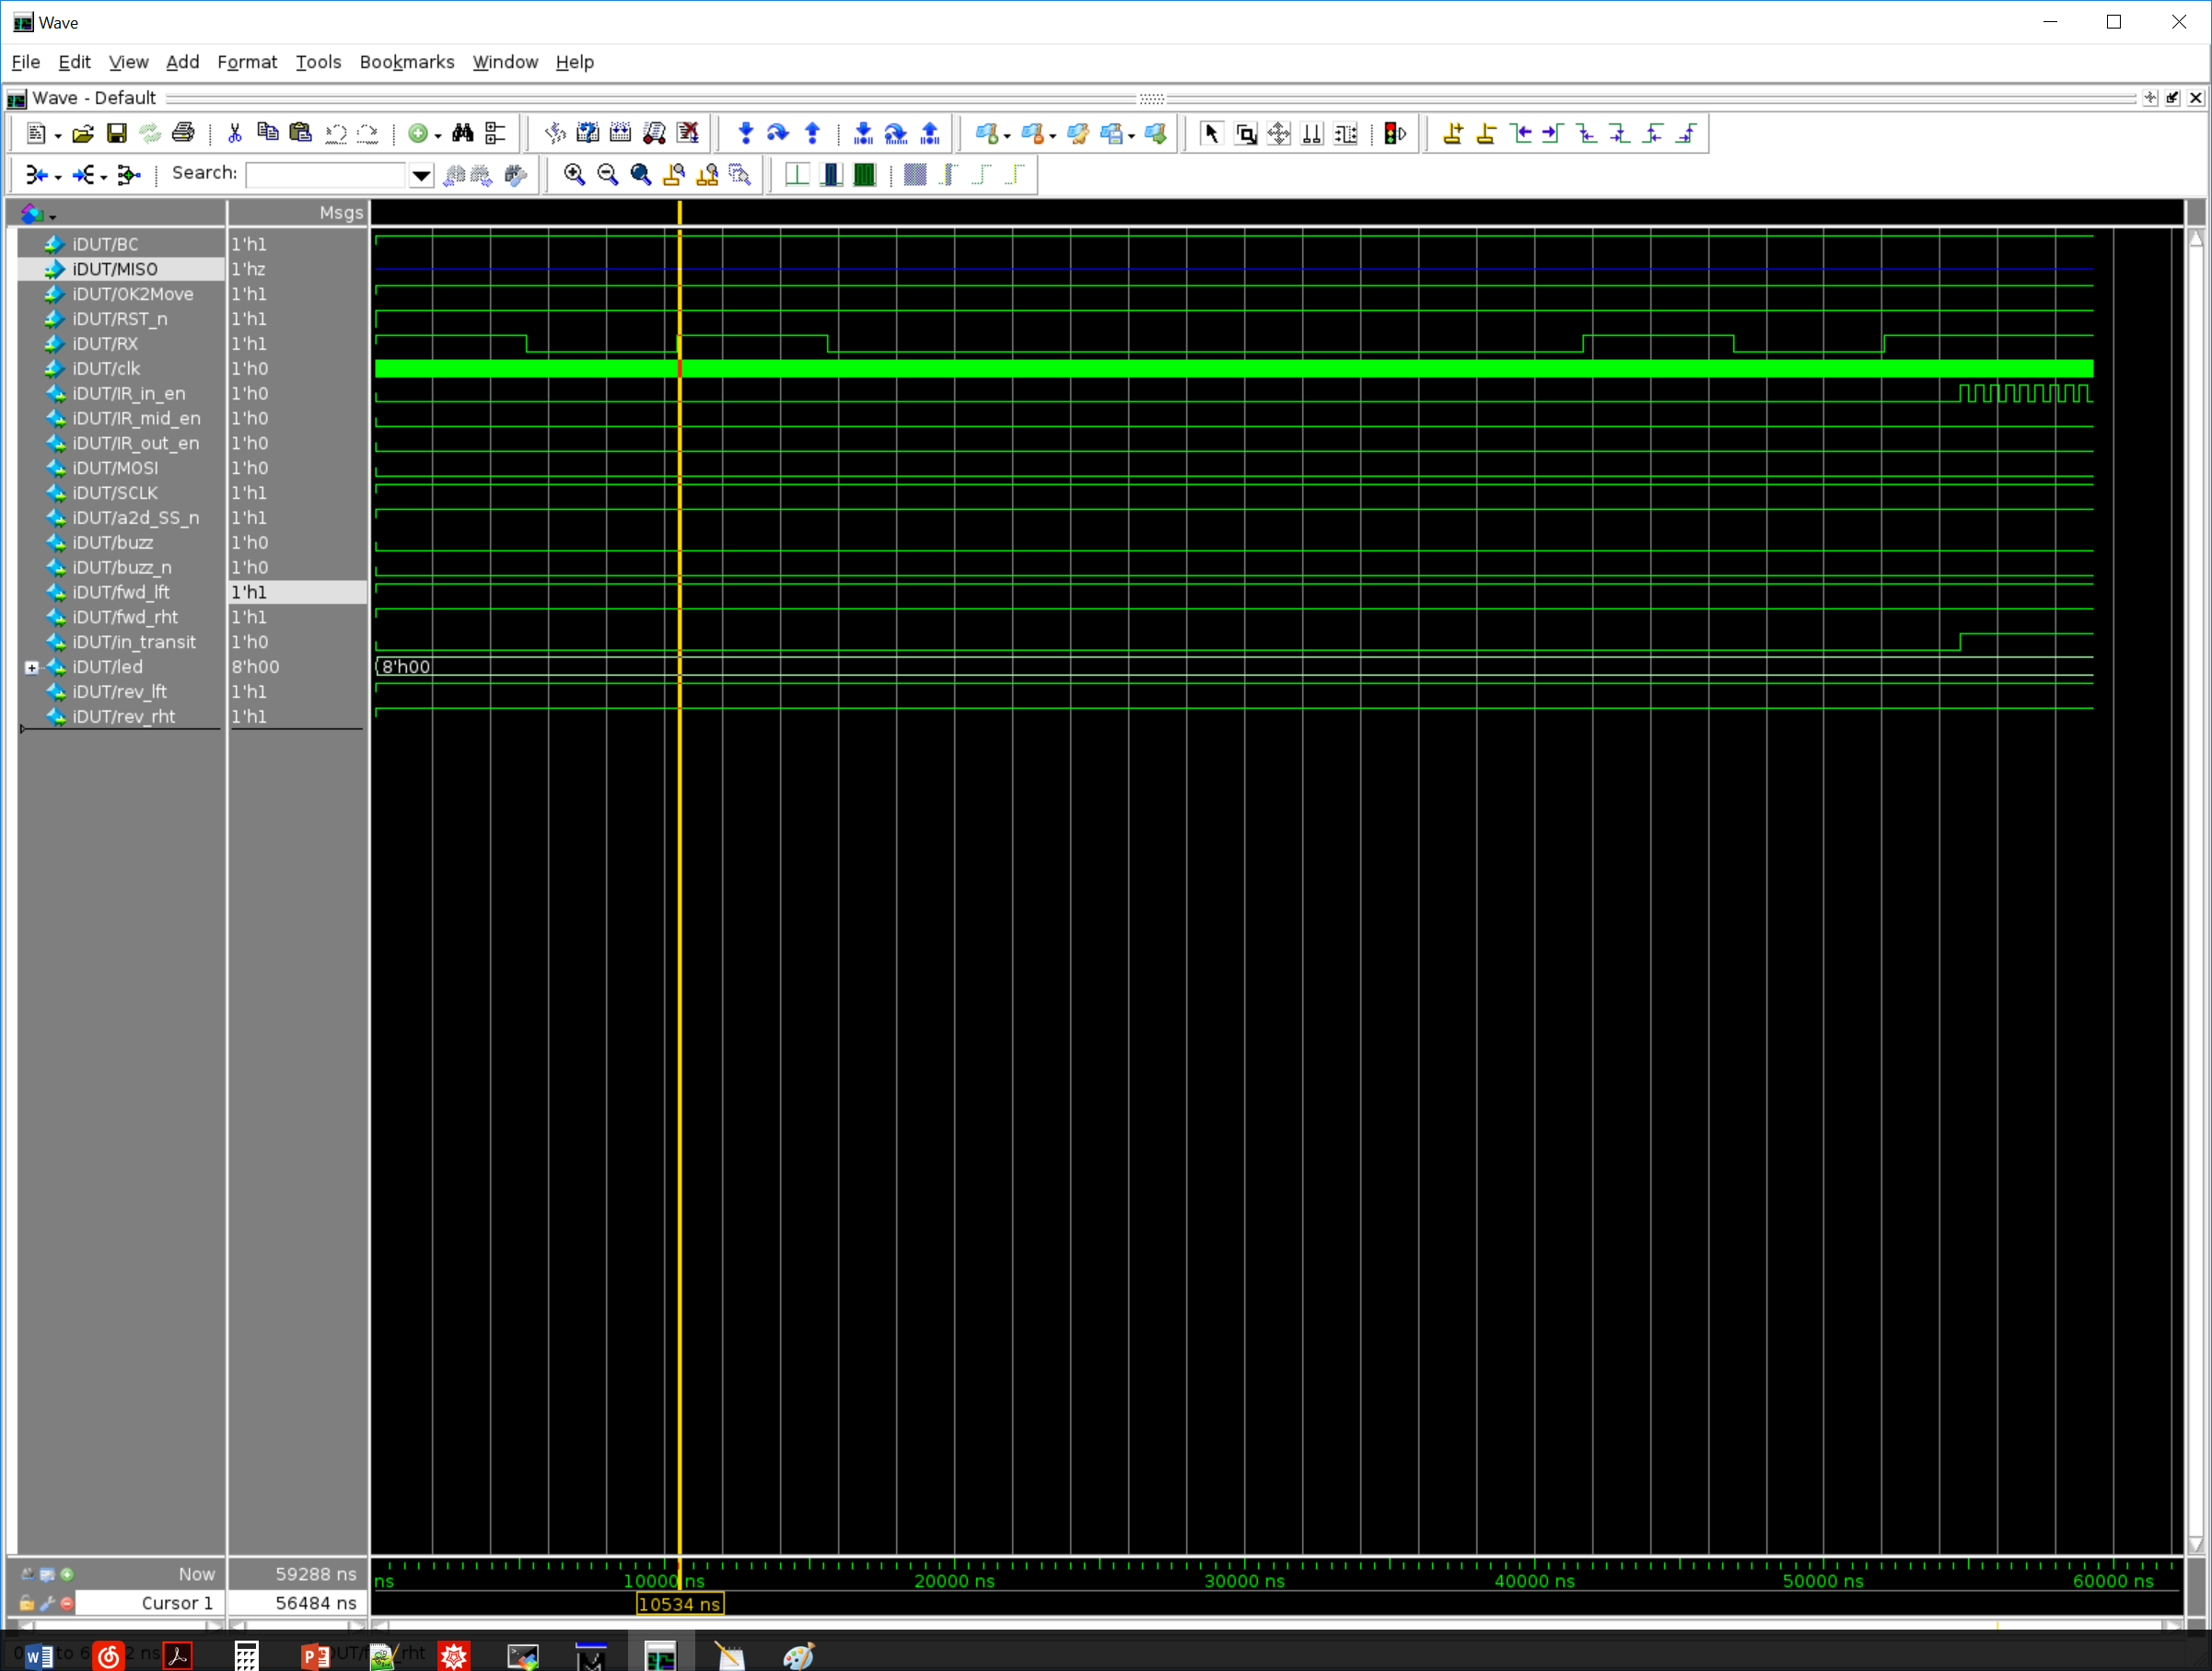 Wave
File Edit View Add Format Tools Bookmarks Window Help
Wave - Default
Search:
Msgs
iDUT/BC 1'h1
iDUT/MISO 1'hz
iDUT/OK2Move 1'h1
iDUT/RST_n 1'h1
iDUT/RX 1'h1
iDUT/clk 1'h0
iDUT/IR_in_en 1'h0
iDUT/IR_mid_en 1'h0
iDUT/IR_out_en 1'h0
iDUT/MOSI 1'h0
iDUT/SCLK 1'h1
iDUT/a2d_SS_n 1'h1
iDUT/buzz 1'h0
iDUT/buzz_n 1'h0
iDUT/fwd_lft 1'h1
iDUT/fwd_rht 1'h1
iDUT/in_transit 1'h0
iDUT/led 8'h00 8'h00
iDUT/rev_lft 1'h1
iDUT/rev_rht 1'h1
Now 59288 ns
ns 10000 ns 20000 ns 30000 ns 40000 ns 50000 ns 60000 ns
Cursor 1 56484 ns 10534 ns